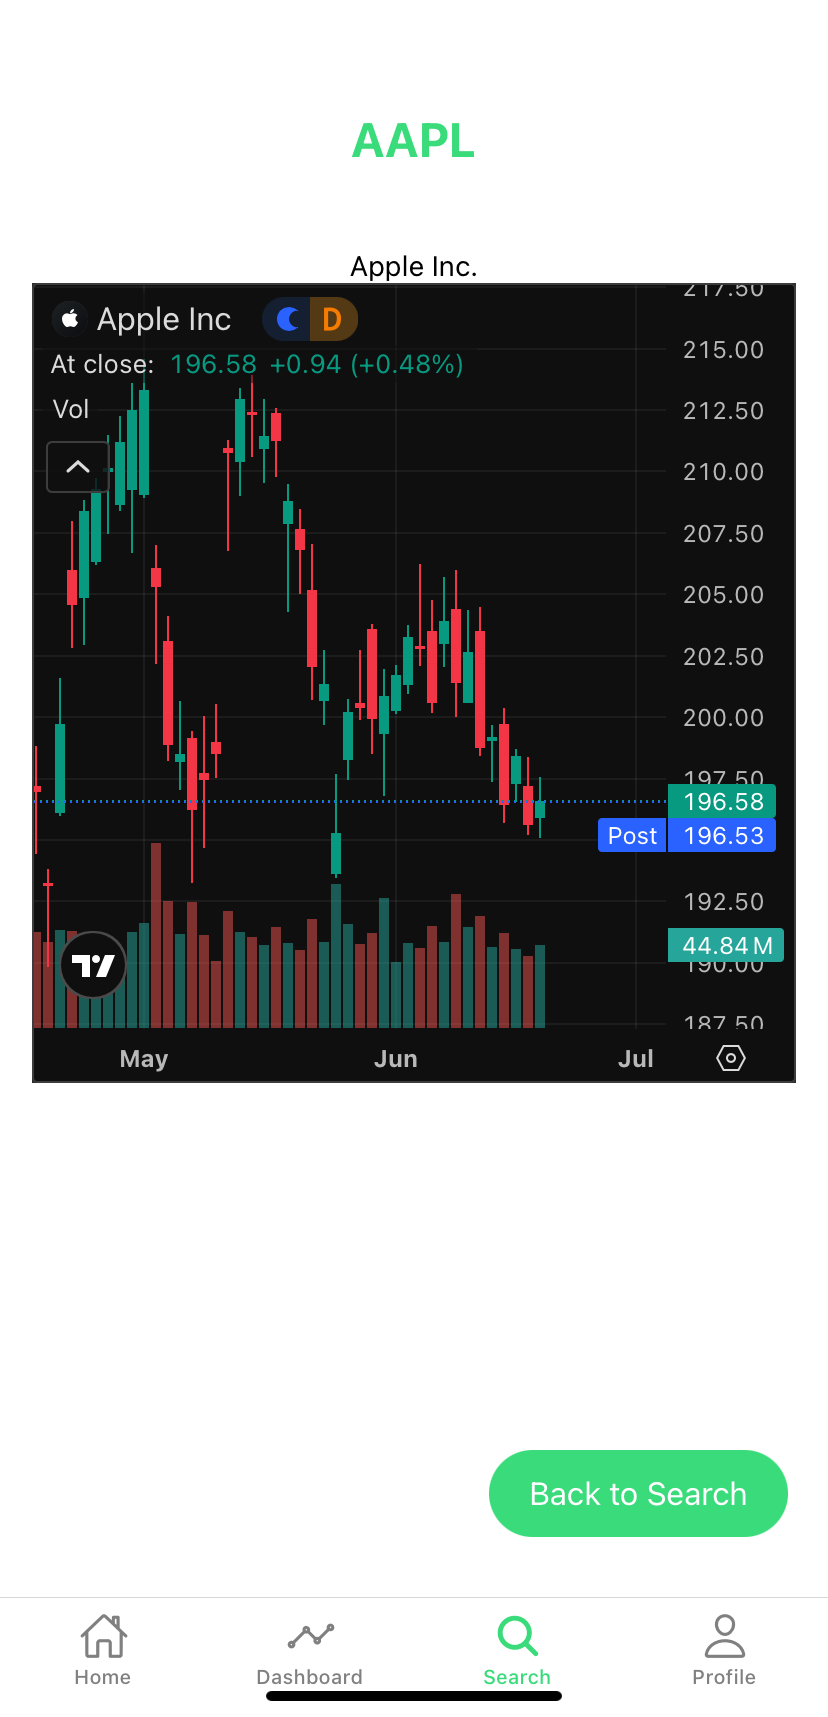 AAPL
Apple Inc.
Apple Inc D
At close: 196.58 +0.94 (+0.48%)
Vol
217.50
215.00
212.50
210.00
207.50
205.00
202.50
200.00
197.50
196.58
Post 196.53
192.50
44.84 M
190.00
187.50
May Jun Jul
Back to Search
Home Dashboard Search Profile